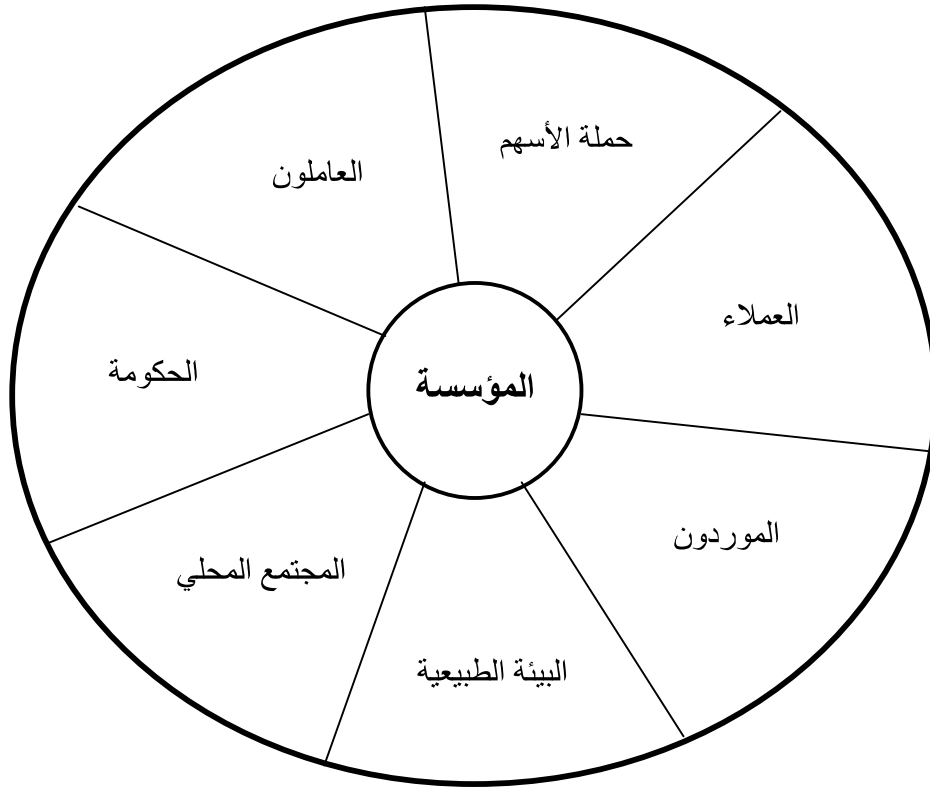 حملة الأسهم
العاملون
العملاء
الحكومة
المؤسسة
الموردون
المجتمع المحلي
البيئة الطبيعية